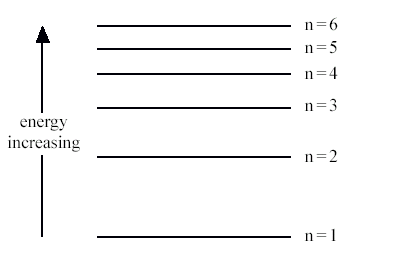 n = 6
n = 5
n = 4
n = 3
energy
increasing
n = 2
n = 1